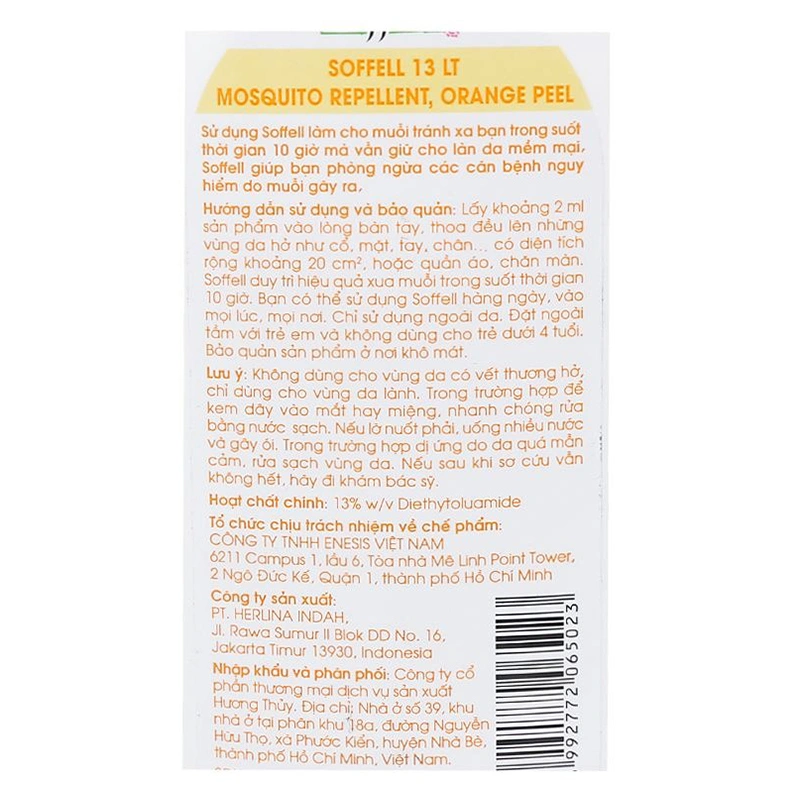 SOFFELL 13 LT
MOSQUITO REPELLENT, ORANGE PEEL
Sử dụng Soffell làm cho muỗi tránh xa bạn trong suốt
thời gian 10 giờ mà vẫn giữ cho làn da mềm mại,
Soffell giúp bạn phòng ngừa các căn bệnh nguy
hiểm do muỗi gây ra,
Hướng dẫn sử dụng và bảo quản: Lấy khoảng 2 ml
sản phẩm vào lòng bàn tay, thoa đều lên những
vùng da hở như cổ, mặt, tay, chân... có diện tích
rộng khoảng 20 cm², hoặc quần áo, chăn màn.
Soffell duy trì hiệu quả xua muỗi trong suốt thời gian
10 giờ. Bạn có thể sử dụng Soffell hàng ngày, vào
mọi lúc, mọi nơi. Chỉ sử dụng ngoài da. Đặt ngoài
tầm với trẻ em và không dùng cho trẻ dưới 4 tuổi.
Bảo quản sản phẩm ở nơi khô mát.
Lưu ý: Không dùng cho vùng da có vết thương hở,
chỉ dùng cho vùng da lành. Trong trường hợp để
kem dây vào mắt hay miệng, nhanh chóng rửa
bằng nước sạch. Nếu lỡ nuốt phải, uống nhiều nước
và gây ói. Trong trường hợp dị ứng do da quá mẫn
cảm, rửa sạch vùng da. Nếu sau khi sơ cứu vẫn
không hết, hãy đi khám bác sỹ.
Hoạt chất chính: 13% w/v Diethytoluamide
Tổ chức chịu trách nhiệm về chế phẩm:
CÔNG TY TNHH ENESIS VIỆT NAM
6211 Campus 1, lầu 6, Tòa nhà Mê Linh Point Tower,
2 Ngô Đức Kế, Quận 1, thành phố Hồ Chí Minh
Công ty sản xuất:
PT. HERLINA INDAH,
Jl. Rawa Sumur II Blok DD No. 16,
Jakarta Timur 13930, Indonesia
Nhập khẩu và phân phối: Công ty cổ
phần thương mại dịch vụ sản xuất
Hương Thủy. Địa chỉ: Nhà ở số 39, khu
nhà ở tại phân khu 18a, đường Nguyễn
Hữu Thọ, xã Phước Kiển, huyện Nhà Bè,
thành phố Hồ Chí Minh, Việt Nam.
992772 065023